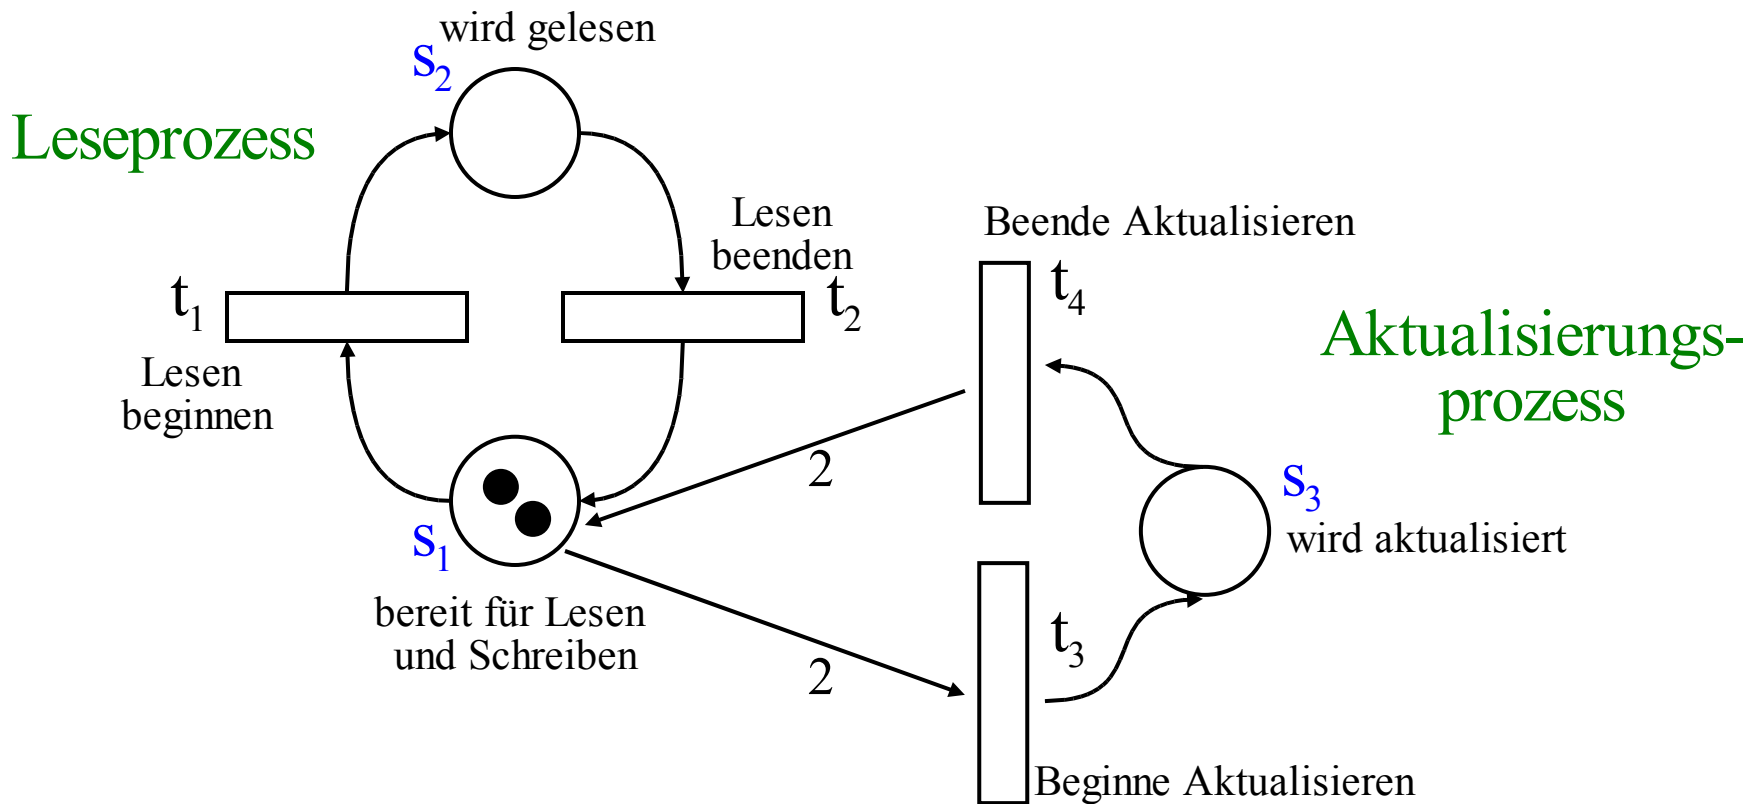 wird gelesen
s2
Leseprozess
Lesen
beenden
t1
t2
Lesen
beginnen
s1
bereit für Lesen
und Schreiben
2
2
Beende Aktualisieren
t4
Aktualisierungs-
prozess
s3
wird aktualisiert
t3
Beginne Aktualisieren